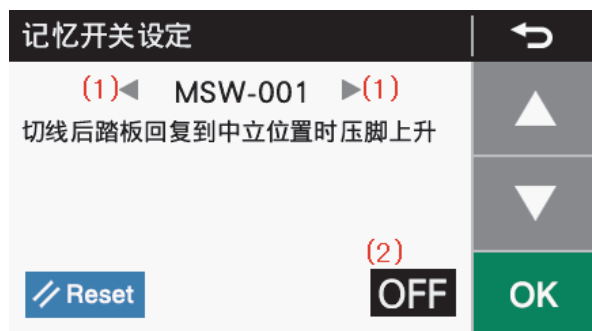 记忆开关设定
(1)◀ MSW-001 ▶(1)
切线后踏板回复到中立位置时压脚上升
(2)
Reset
OFF
OK